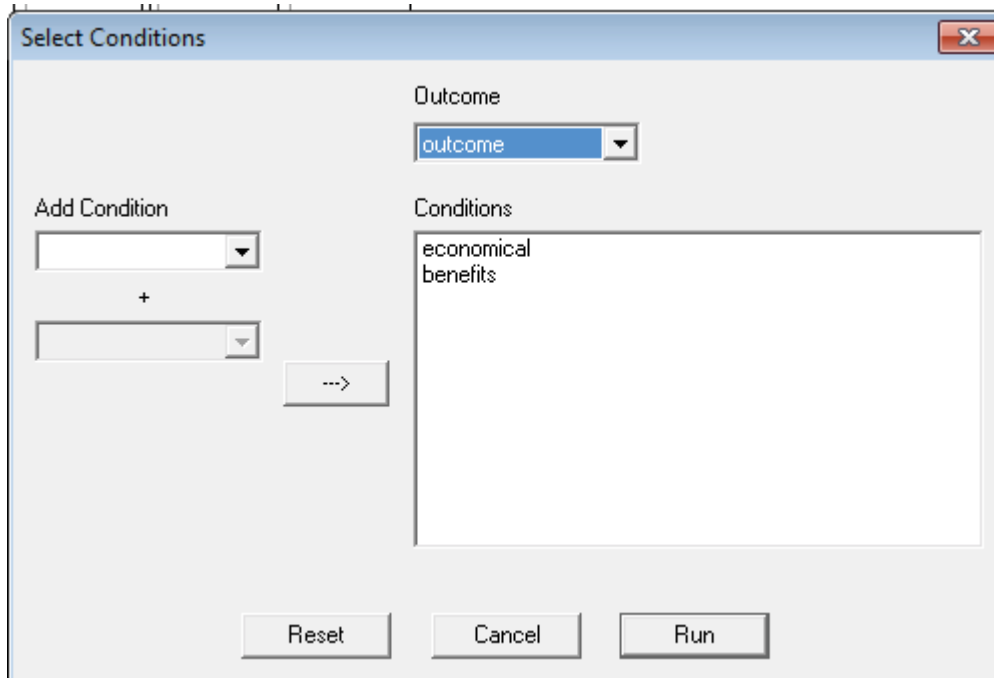 Select Conditions
Outcome
outcome
Add Condition
Conditions
economical
benefits
+
--->
Reset
Cancel
Run